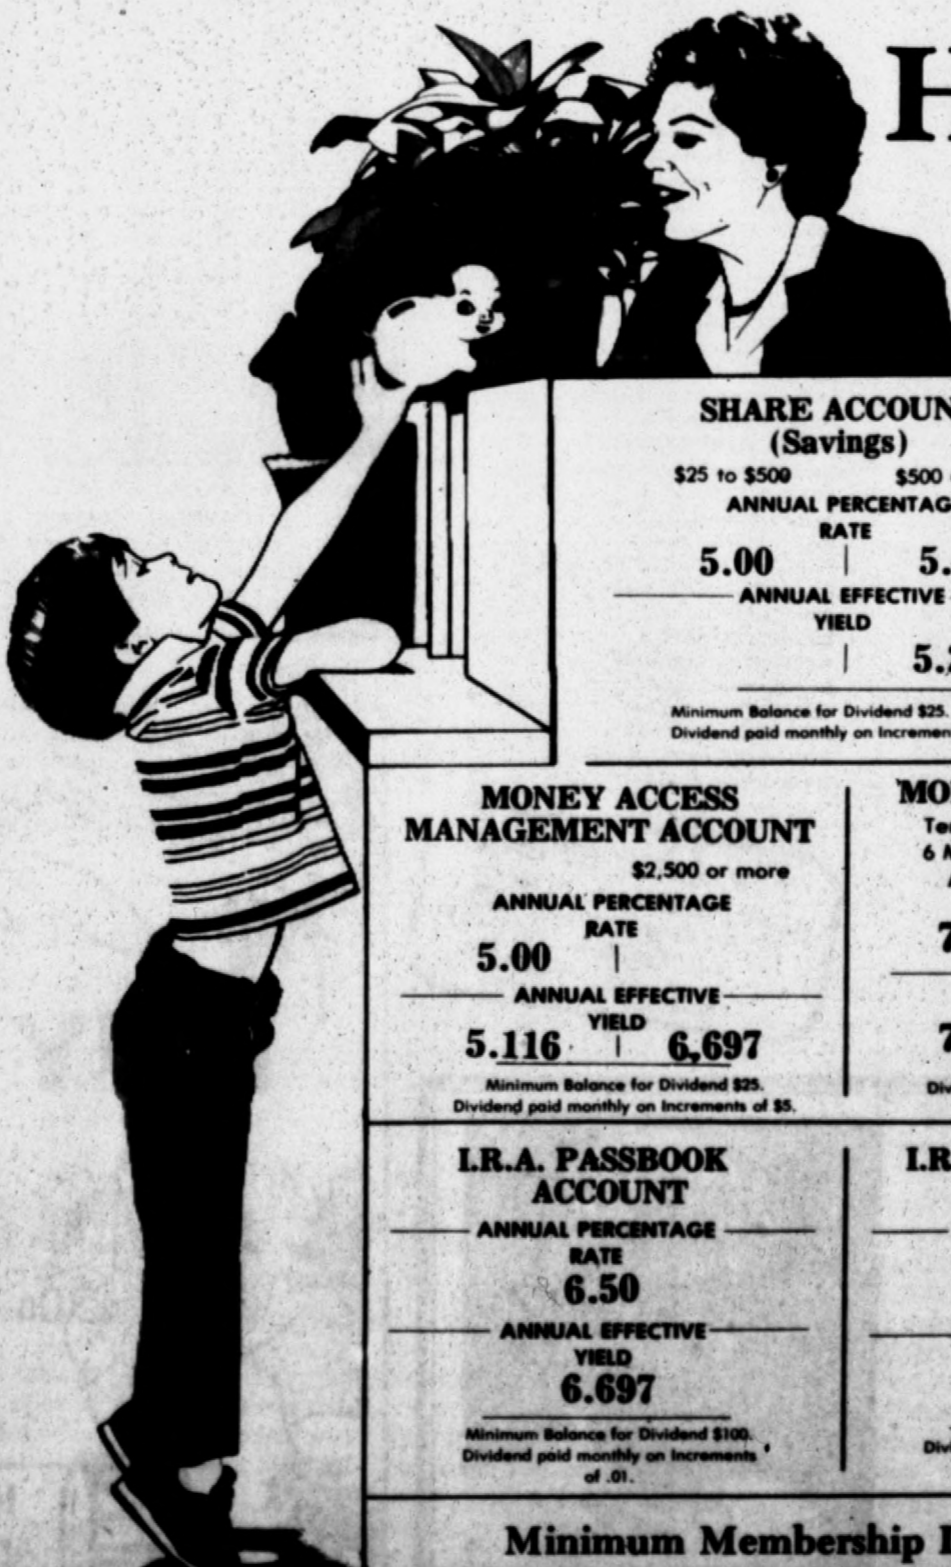 H
SHARE ACCOUN
(Savings)
$25 to $500 $500
ANNUAL PERCENTAG
RATE
5.00 5.
ANNUAL EFFECTIVE
YIELD
5.
Minimum Balance for Dividend $25.
Dividend paid monthly on Incremen
MONEY ACCESS
MANAGEMENT ACCOUNT
$2,500 or more
ANNUAL PERCENTAGE
RATE
5.00
ANNUAL EFFECTIVE
YIELD
5.116 6,697
Minimum Balance for Dividend $25.
Dividend paid monthly on Increments of $5.
MO
Te
6 M
7
7
Div
I.R.A. PASSBOOK
ACCOUNT
ANNUAL PERCENTAGE
RATE
6.50
ANNUAL EFFECTIVE
YIELD
6.697
Minimum Balance for Dividend $100.
Dividend paid monthly on Increments
of .01.
I.R
Div
Minimum Membership